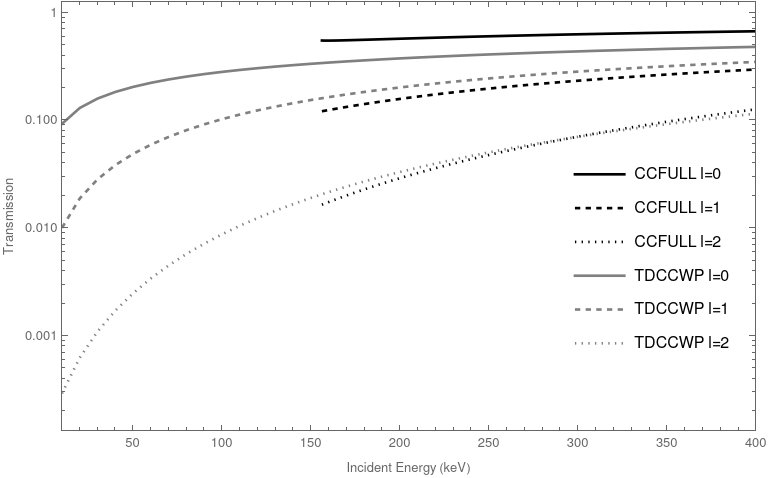 1
0.100
0.010
0.001
Transmission
CCFULL l=0
CCFULL l=1
CCFULL l=2
TDCCWP l=0
TDCCWP l=1
TDCCWP l=2
50 100 150 200 250 300 350 400
Incident Energy (keV)